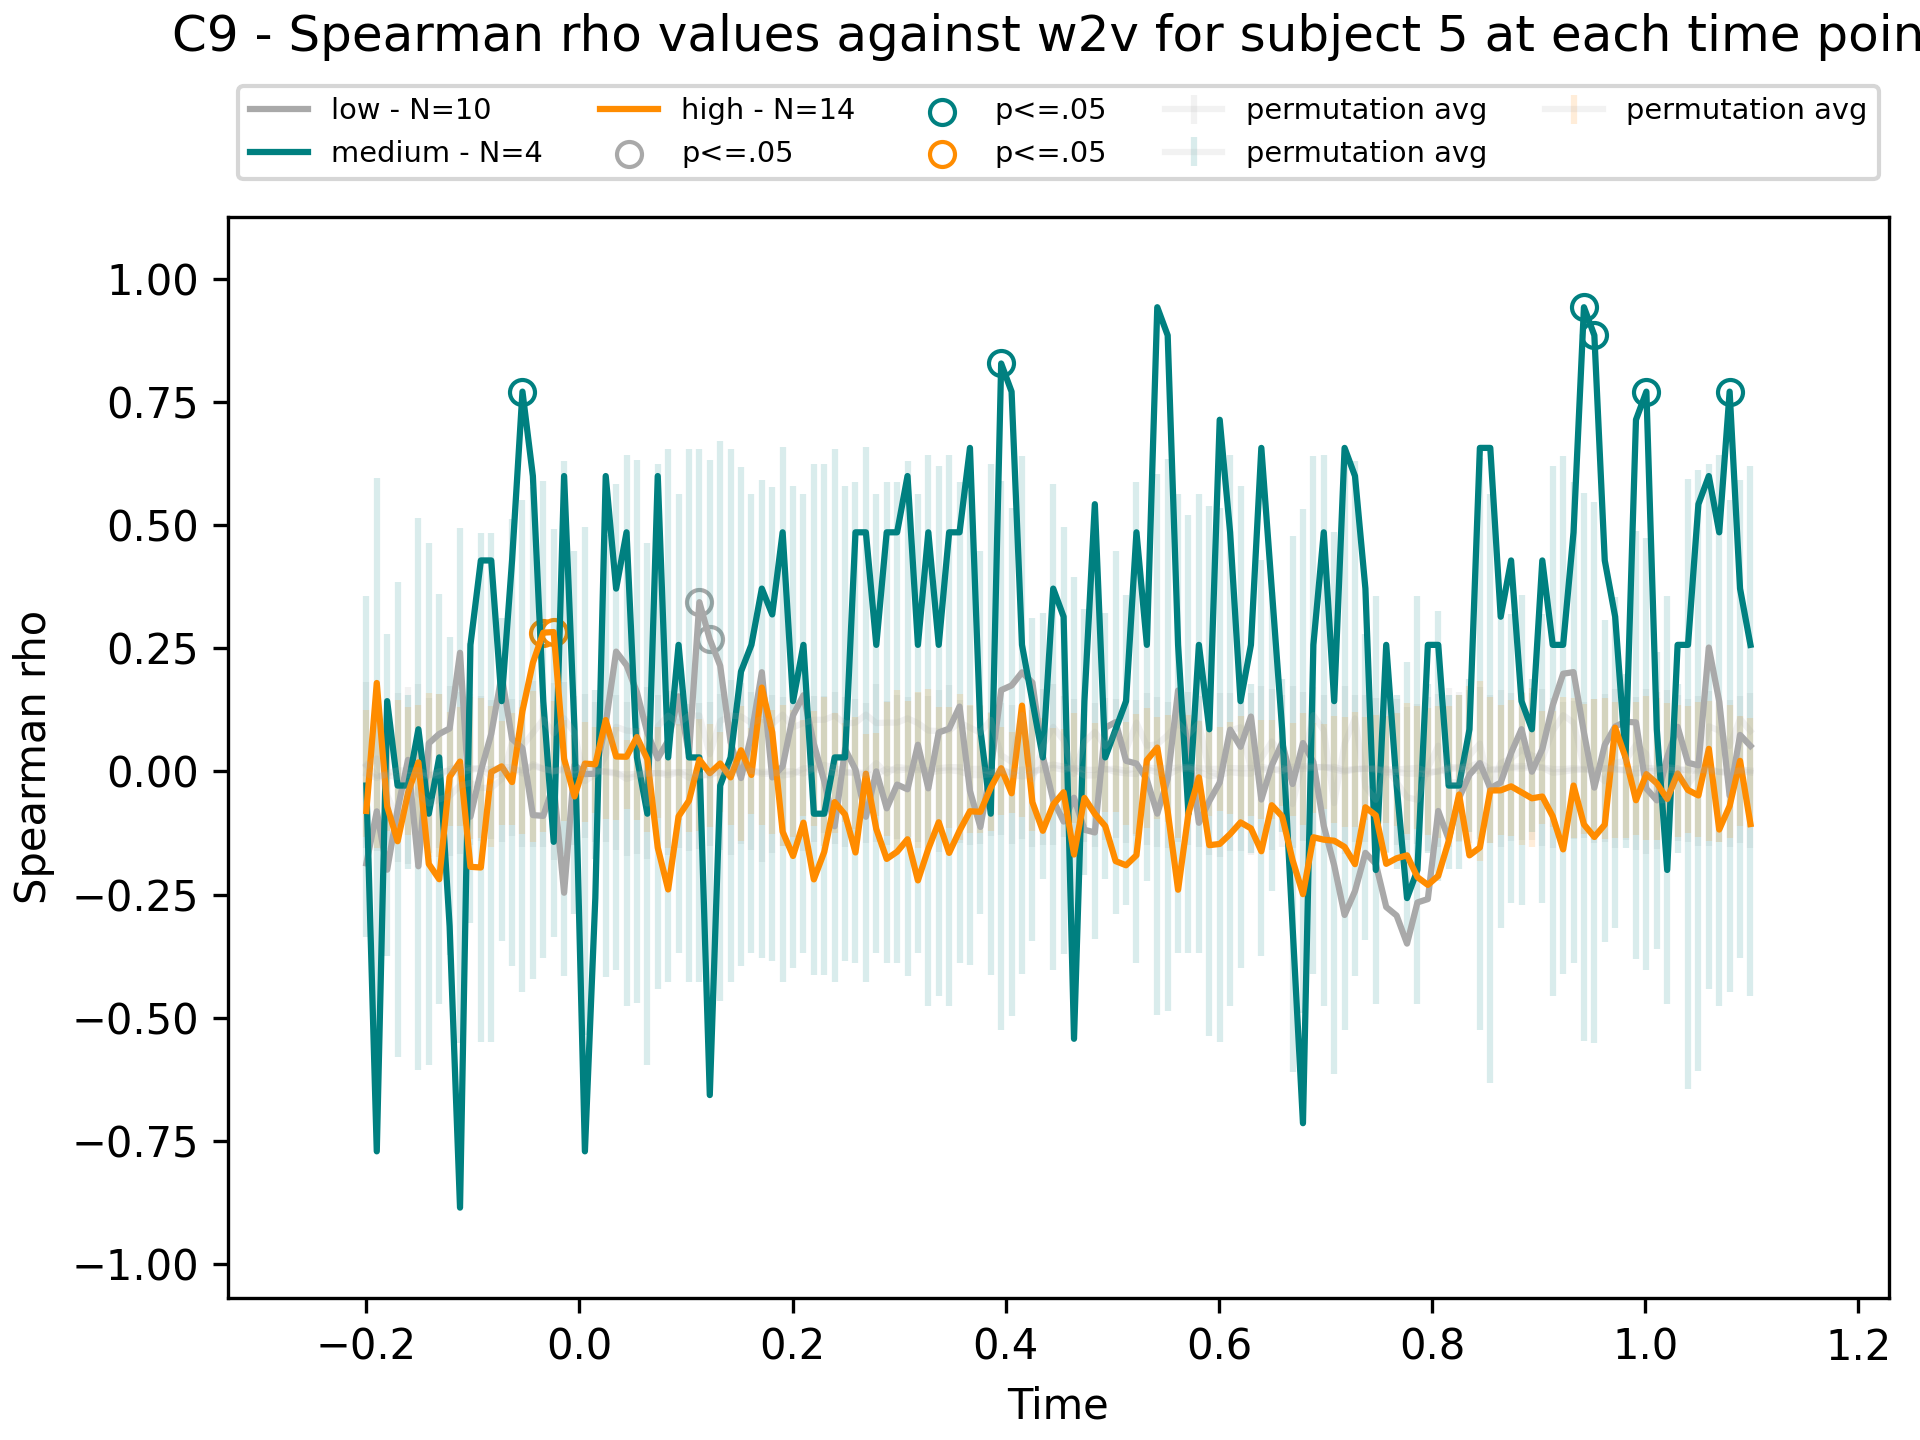 C9 - Spearman rho values against w2v for subject 5 at each time poin
low - N=10
medium - N=4
high - N=14
p<=.05
p<=.05
p<=.05
permutation avg
permutation avg
permutation avg
Spearman rho
1.00
0.75
0.50
0.25
0.00
−0.25
−0.50
−0.75
−1.00
−0.2 0.0 0.2 0.4 0.6 0.8 1.0 1.2
Time